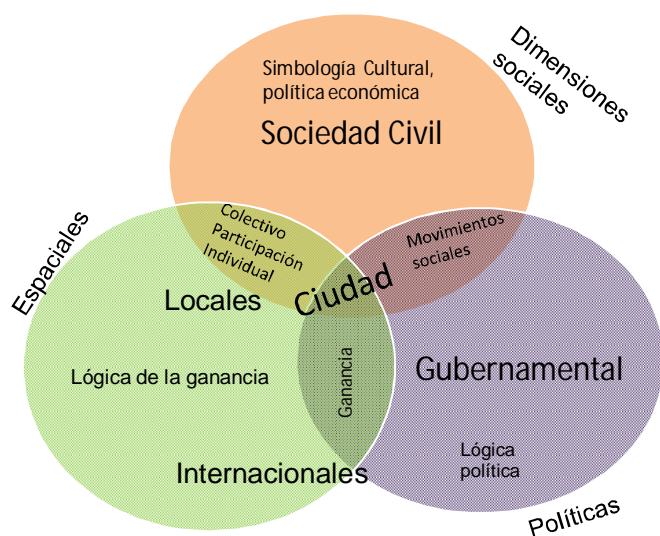 Dimensiones
sociales
Simbología Cultural,
política económica
Sociedad Civil
Espaciales
Colectivo
Participación
Individual
Movimientos
sociales
Ciudad
Locales
Lógica de la ganancia
Ganancia
Gubernamental
Internacionales
Lógica
política
Políticas